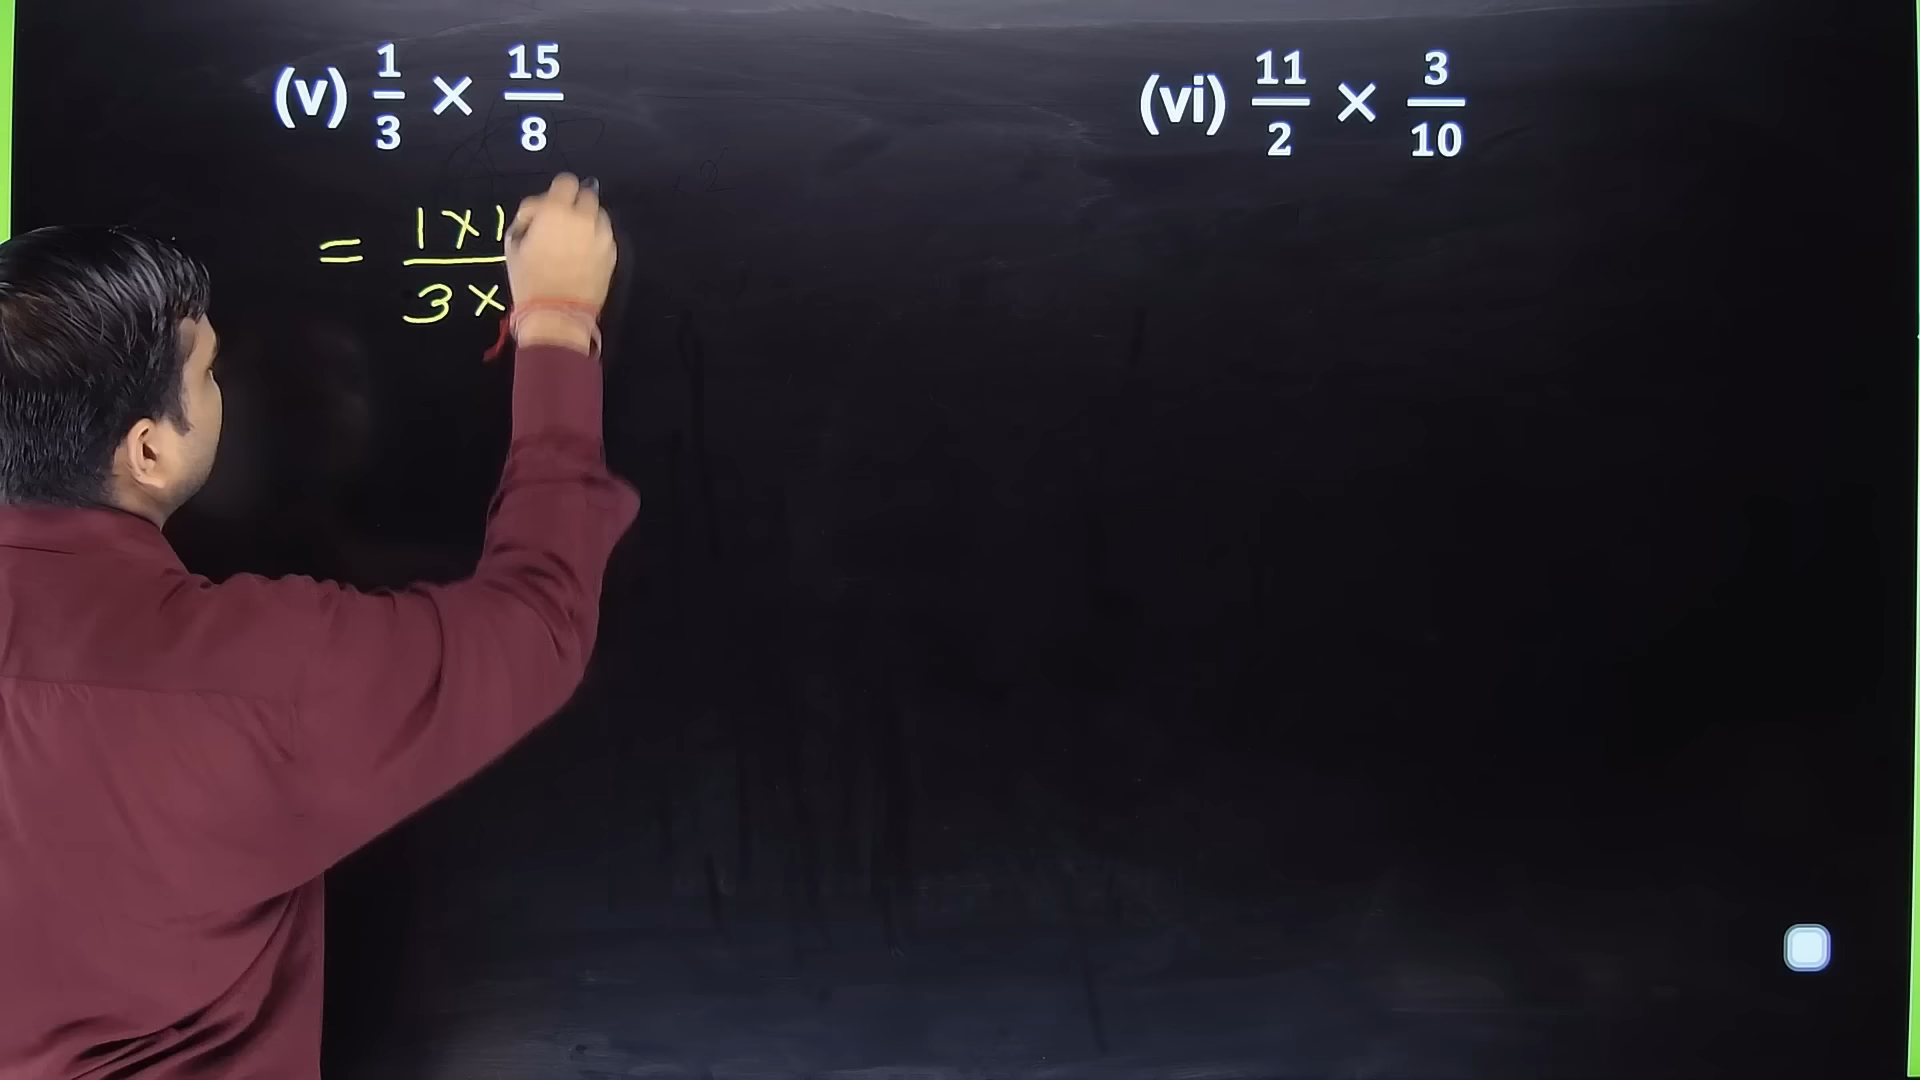 (v) 1/3 × 15/8
(vi) 11/2 × 3/10
= 1×1
3×